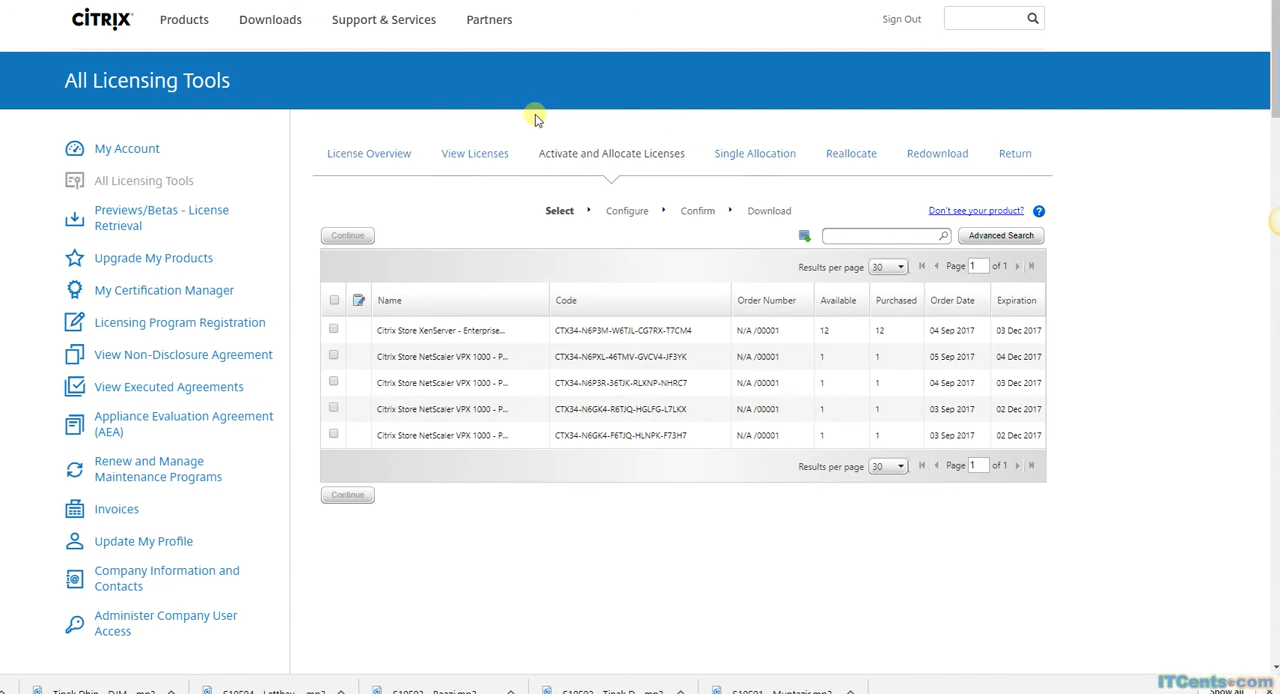 CİTRIX
Products
Downloads
Support & Services
Partners
Sign Out
All Licensing Tools
My Account
All Licensing Tools
Previews/Betas - License
Retrieval
Upgrade My Products
My Certification Manager
Licensing Program Registration
View Non-Disclosure Agreement
View Executed Agreements
Appliance Evaluation Agreement
(AEA)
Renew and Manage
Maintenance Programs
Invoices
Update My Profile
Company Information and
Contacts
Administer Company User
Access
License Overview View Licenses Activate and Allocate Licenses Single Allocation Reallocate Redownload Return
Select Configure Confirm Download Don't see your product? ?
Continue Advanced Search
Results per page 30 Page 1 of 1
Name Code Order Number Available Purchased Order Date Expiration
Citrix Store XenServer - Enterprise... CTX34-N6P3M-W6TJL-CG7RX-T7CM4 N/A /00001 12 12 04 Sep 2017 03 Dec 2017
Citrix Store NetScaler VPX 1000 - P... CTX34-N6PXL-46TMV-GVCV4-JF3YK N/A /00001 1 1 05 Sep 2017 04 Dec 2017
Citrix Store NetScaler VPX 1000 - P... CTX34-N6P3R-36TJK-RLXNP-NHRC7 N/A /00001 1 1 04 Sep 2017 03 Dec 2017
Citrix Store NetScaler VPX 1000 - P... CTX34-N6GK4-R6TJQ-HGLFG-L7LKX N/A /00001 1 1 03 Sep 2017 02 Dec 2017
Citrix Store NetScaler VPX 1000 - P... CTX34-N6GK4-F6TJQ-HLNPK-F73H7 N/A /00001 1 1 03 Sep 2017 02 Dec 2017
Results per page 30 Page 1 of 1
Continue
ITCents.com